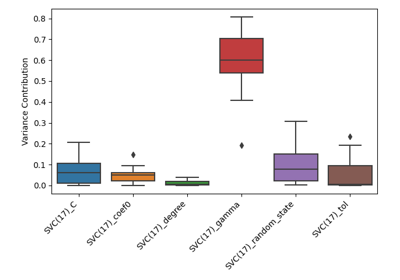 Variance Contribution
0.8
0.7
0.6
0.5
0.4
0.3
0.2
0.1
0.0
SVC(17)_C
SVC(17)_coef0
SVC(17)_degree
SVC(17)_gamma
SVC(17)_random_state
SVC(17)_tol